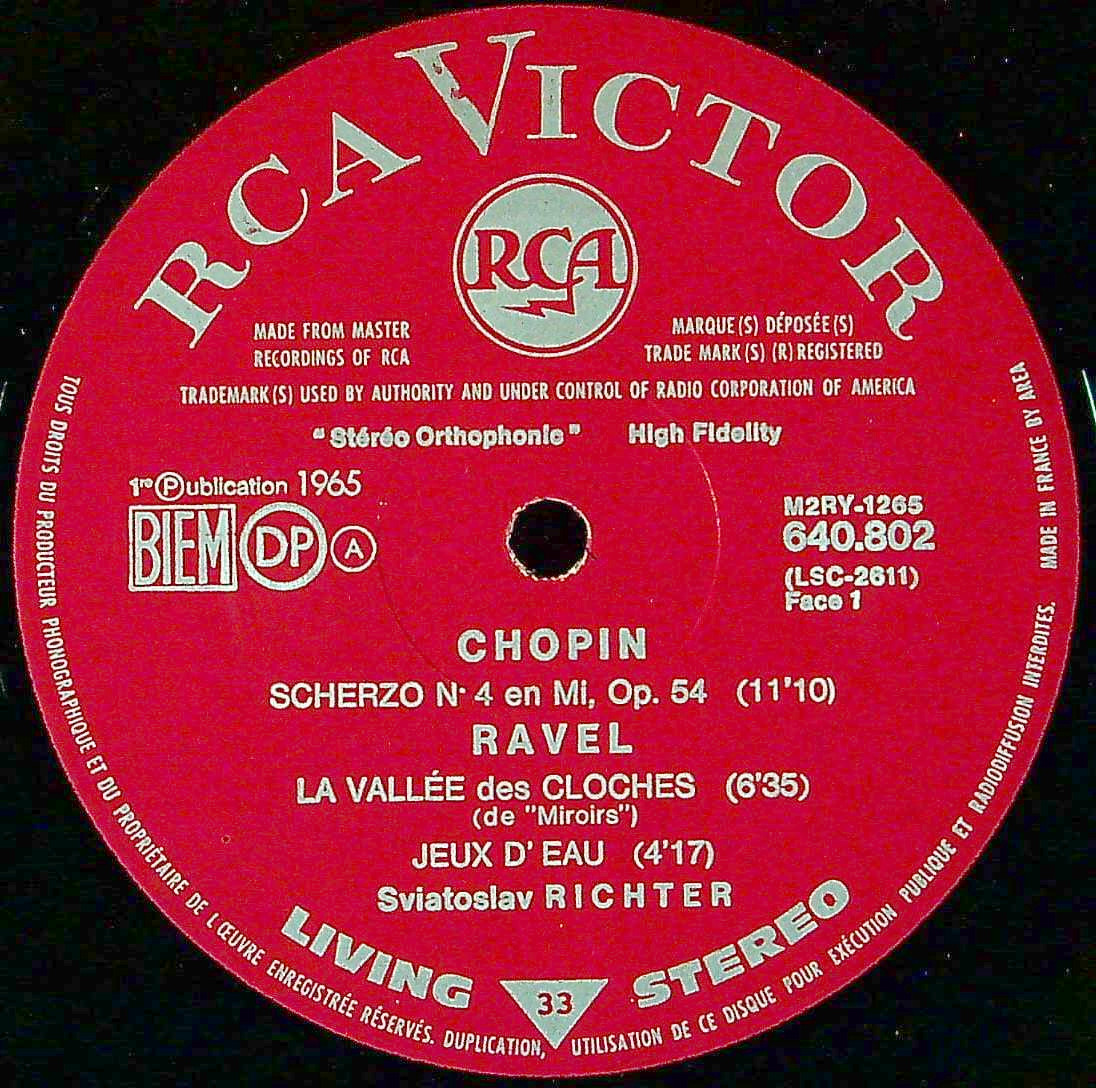 RCA VICTOR
RCA
MADE FROM MASTER
RECORDINGS OF RCA
MARQUE(S) DÉPOSÉE(S)
TRADE MARK(S) (R) REGISTERED
TRADEMARK(S) USED BY AUTHORITY AND UNDER CONTROL OF RADIO CORPORATION OF AMERICA
"Stéréo Orthophonie" High Fidelity
1re Ⓟublication 1965
BIEM DP A
M2RY-1265
640.802
(LSC-2611)
Face 1
CHOPIN
SCHERZO N· 4 en Mi, Op. 54 (11'10)
RAVEL
LA VALLÉE des CLOCHES (6'35)
(de "Miroirs")
JEUX D' EAU (4'17)
Sviatoslav RICHTER
LIVING 33 STEREO
TOUS DROITS DU PRODUCTEUR PHONOGRAPHIQUE ET DU PROPRIÉTAIRE DE L'ŒUVRE ENREGISTRÉE RÉSERVÉS. DUPLICATION, UTILISATION DE CE DISQUE POUR EXÉCUTION PUBLIQUE ET RADIODIFFUSION INTERDITES. MADE IN FRANCE BY AREA